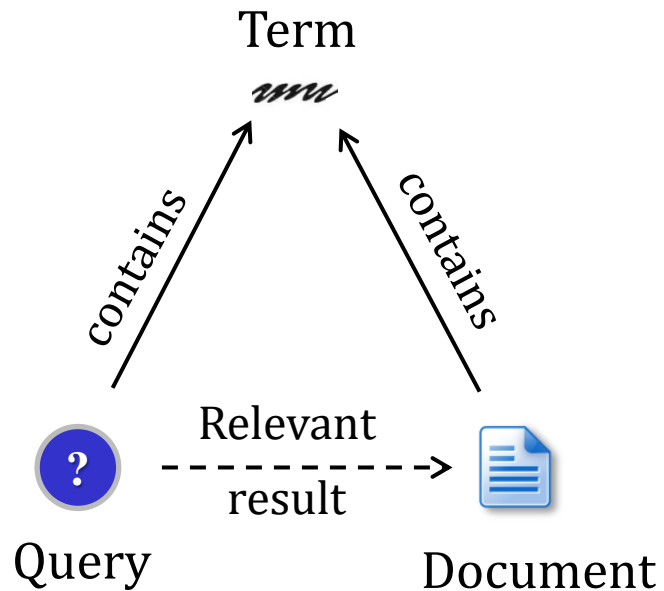 Term
contains
contains
Relevant
result
?
Query
Document